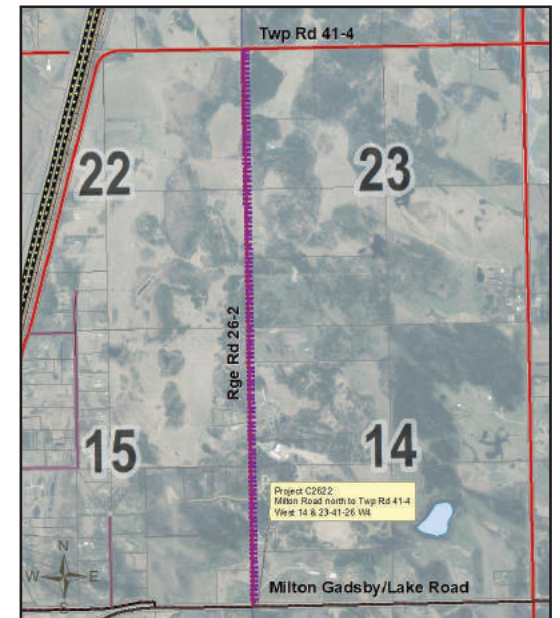 Twp Rd 41-4
22
23
Rge Rd 26-2
15
14
Project C2622
Milton Road north to Twp Rd 41-4
West 14 & 23-41-26 W4
N
W E
S
Milton Gadsby/Lake Road